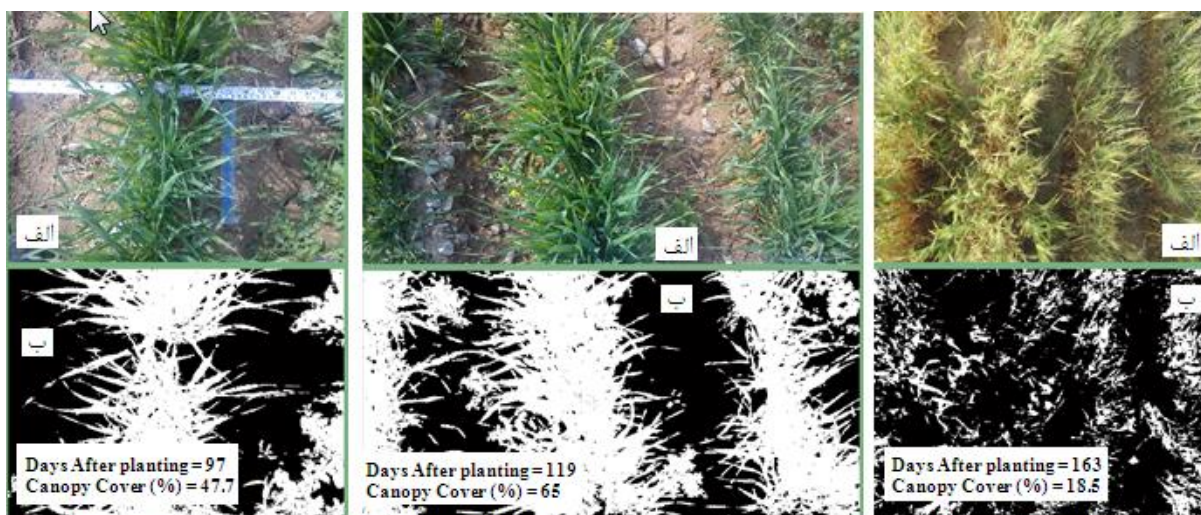 الف
الف
الف
ب
Days After planting = 97
Canopy Cover (%) = 47.7
ب
Days After planting = 119
Canopy Cover (%) = 65
ب
Days After planting = 163
Canopy Cover (%) = 18.5